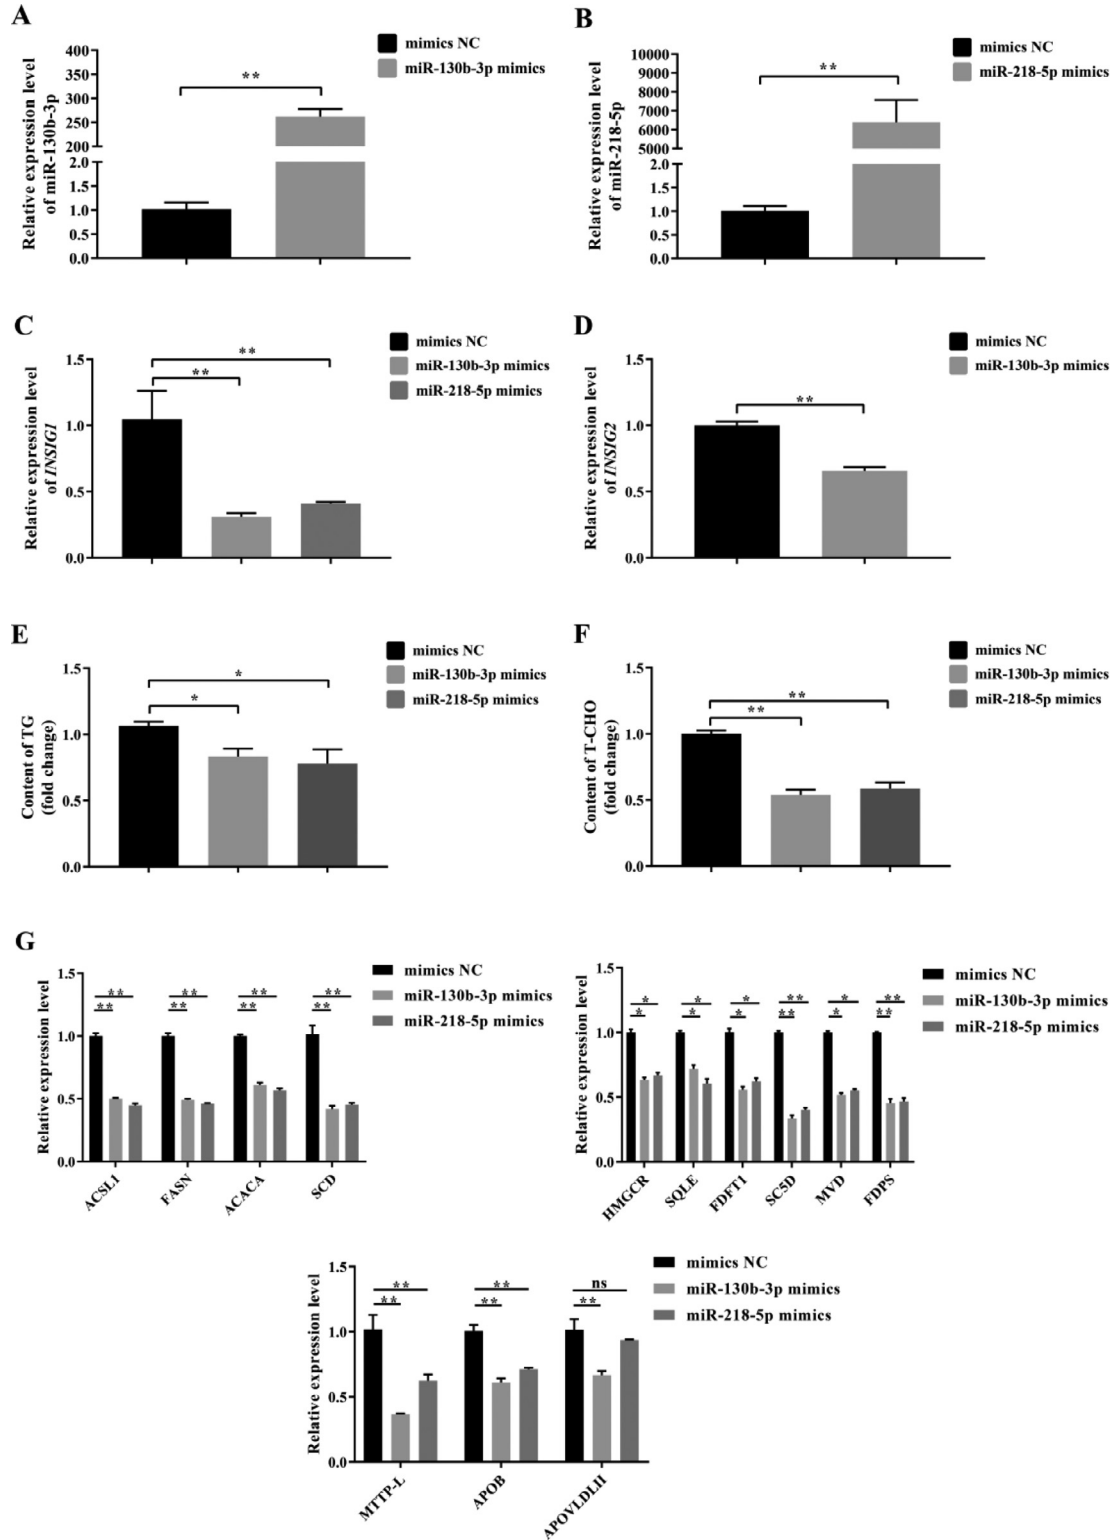 A
Relative expression level
of miR-130b-3p
400
350
300
250
200
2.0
1.5
1.0
0.5
0.0
**
mimics NC
miR-130b-3p mimics
B
Relative expression level
of miR-218-5p
10000
9000
8000
7000
6000
5000
2.0
1.5
1.0
0.5
0.0
**
mimics NC
miR-218-5p mimics
C
Relative expression level
of INSIG1
1.5
1.0
0.5
0.0
**
**
mimics NC
miR-130b-3p mimics
miR-218-5p mimics
D
Relative expression level
of INSIG2
1.5
1.0
0.5
0.0
**
mimics NC
miR-130b-3p mimics
E
Content of TG
(fold change)
1.5
1.0
0.5
0.0
*
*
mimics NC
miR-130b-3p mimics
miR-218-5p mimics
F
Content of T-CHO
(fold change)
1.5
1.0
0.5
0.0
**
**
mimics NC
miR-130b-3p mimics
miR-218-5p mimics
G
Relative expression level
1.5
1.0
0.5
0.0
** ** ** **
** ** ** **
ACSL1 FASN ACACA SCD
mimics NC
miR-130b-3p mimics
miR-218-5p mimics
Relative expression level
1.5
1.0
0.5
0.0
* * * ** * **
* * * ** * **
HMGCR SQLE FDFT1 SC5D MVD FDPS
mimics NC
miR-130b-3p mimics
miR-218-5p mimics
Relative expression level
1.5
1.0
0.5
0.0
** ** ns
** ** **
MTTP-L APOB APOVLDLII
mimics NC
miR-130b-3p mimics
miR-218-5p mimics